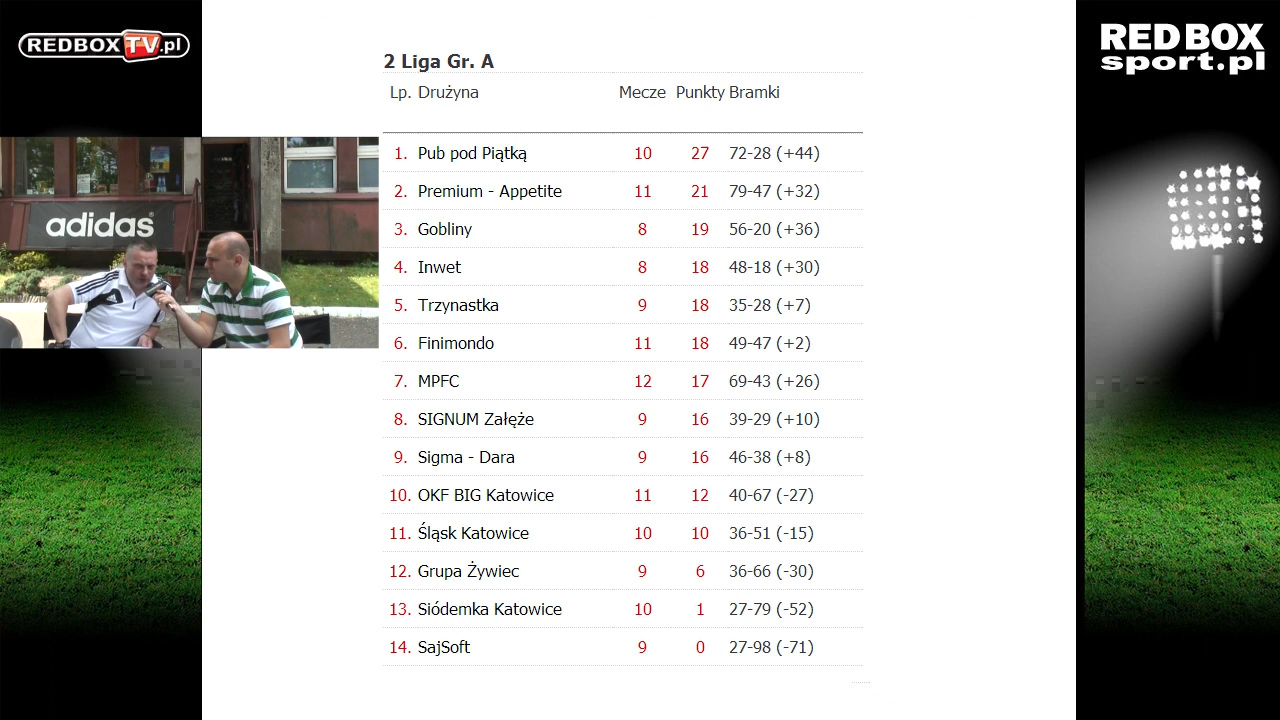 REDBOXTV.pl
RED BOX
sport.pl
adidas®
2 Liga Gr. A
Lp. Drużyna Mecze Punkty Bramki
1. Pub pod Piątką 10 27 72-28 (+44)
2. Premium - Appetite 11 21 79-47 (+32)
3. Gobliny 8 19 56-20 (+36)
4. Inwet 8 18 48-18 (+30)
5. Trzynastka 9 18 35-28 (+7)
6. Finimondo 11 18 49-47 (+2)
7. MPFC 12 17 69-43 (+26)
8. SIGNUM Załęże 9 16 39-29 (+10)
9. Sigma - Dara 9 16 46-38 (+8)
10. OKF BIG Katowice 11 12 40-67 (-27)
11. Śląsk Katowice 10 10 36-51 (-15)
12. Grupa Żywiec 9 6 36-66 (-30)
13. Siódemka Katowice 10 1 27-79 (-52)
14. SajSoft 9 0 27-98 (-71)